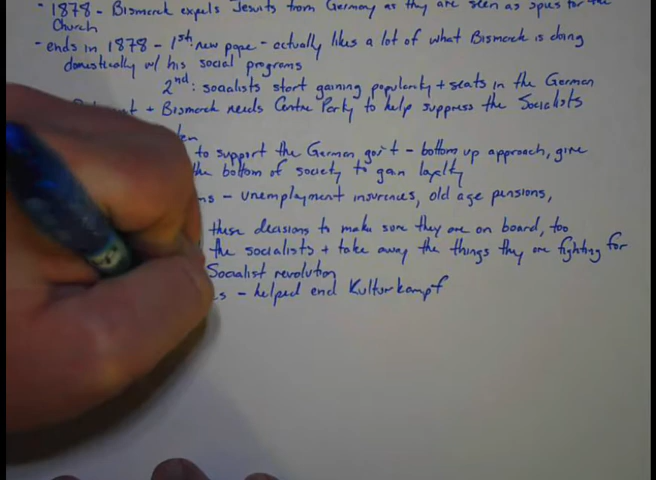 - 1878 - Bismarck expels Jesuits from Germany as they are seen as spies for the
Church
- ends in 1878 - 1st: new pope - actually likes a lot of what Bismarck is doing
domestically w/ his social programs
2nd: socialists start gaining popularity + seats in the German
+ Bismarck needs Centre Party to help suppress the Socialists
to support the German gov't - bottom up approach, give
the bottom of society to gain loyalty
- unemployment insurences, old age pensions,
these decisions to make sure they are on board, too
the socialists + take away the things they are fighting for
Socialist revolution
- helped end Kulturkampf